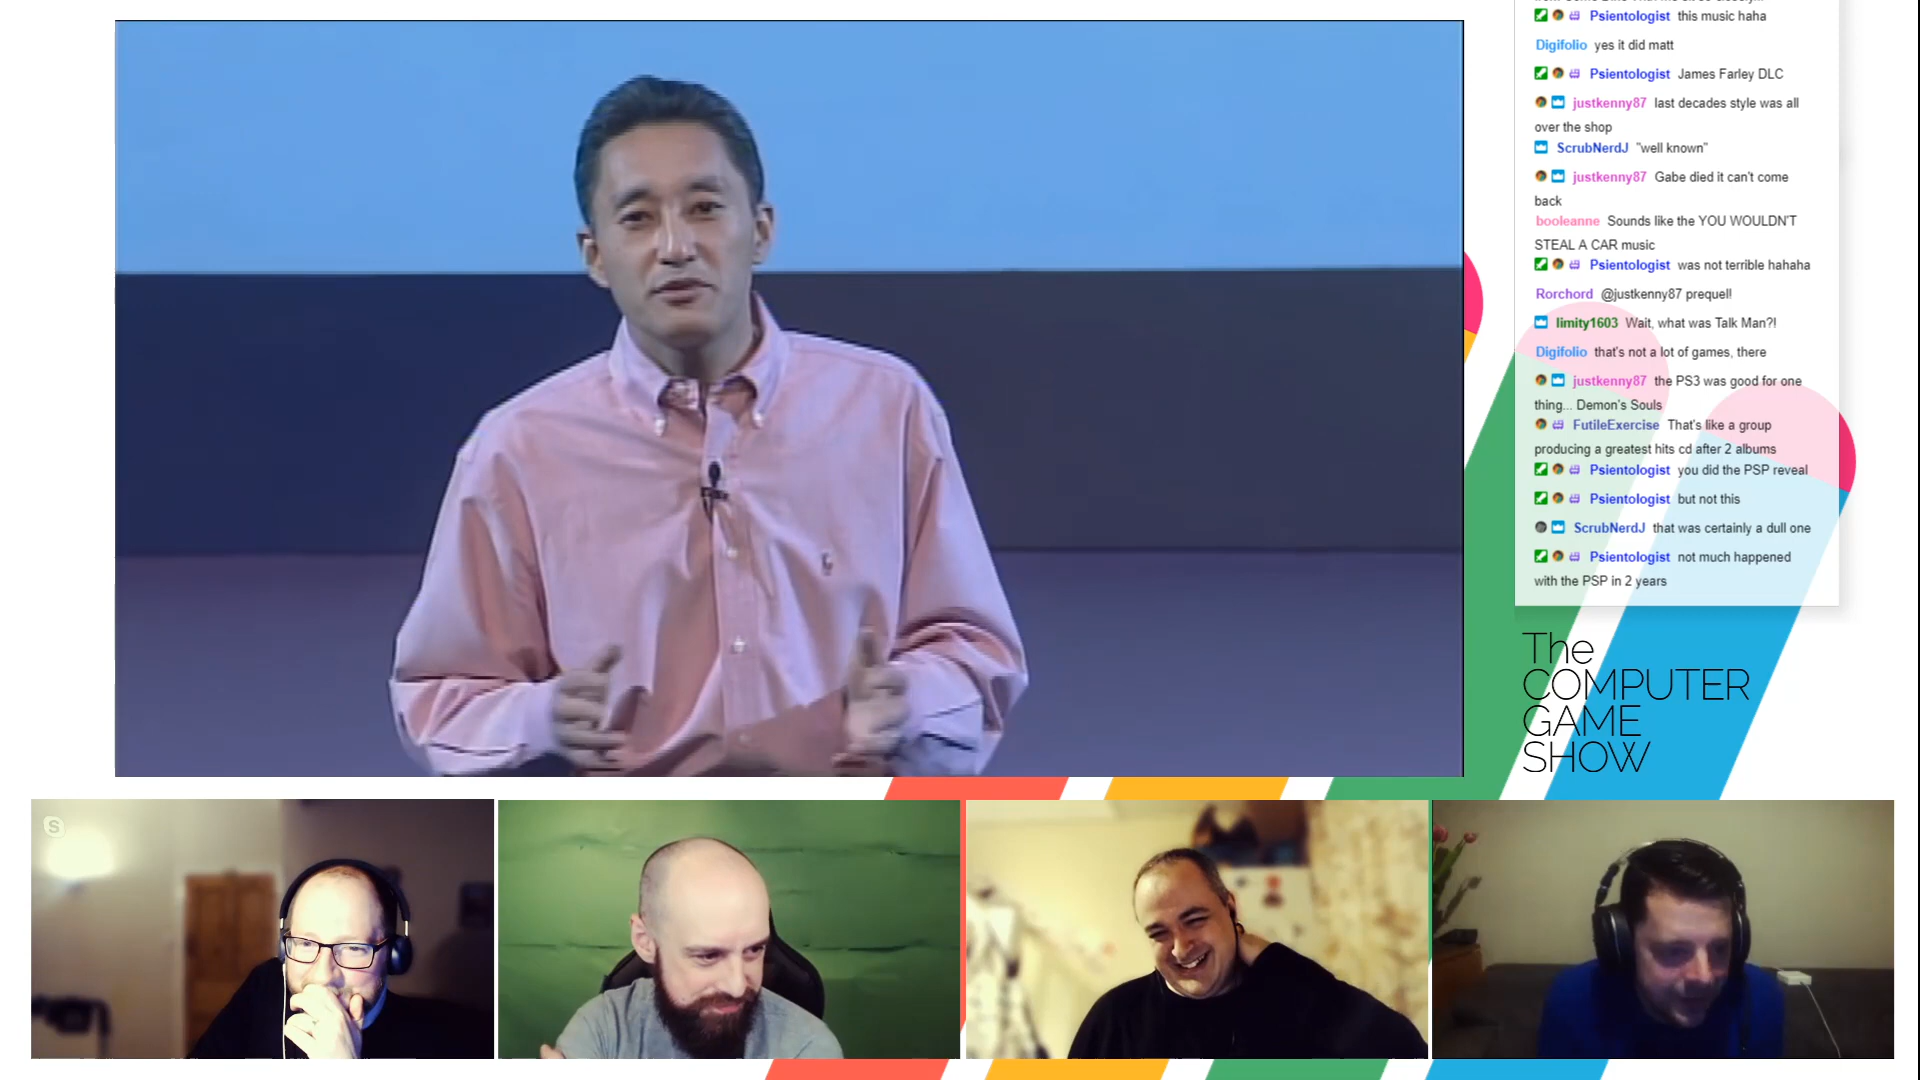 Psientologist this music haha
Digifolio yes it did matt
Psientologist James Farley DLC
justkenny87 last decades style was all
over the shop
ScrubNerdJ "well known"
justkenny87 Gabe died it can't come
back
booleanne Sounds like the YOU WOULDN'T
STEAL A CAR music
Psientologist was not terrible hahaha
Rorchord @justkenny87 prequel!
limity1603 Wait, what was Talk Man?!
Digifolio that's not a lot of games, there
justkenny87 the PS3 was good for one
thing... Demon's Souls
FutileExercise That's like a group
producing a greatest hits cd after 2 albums
Psientologist you did the PSP reveal
Psientologist but not this
ScrubNerdJ that was certainly a dull one
Psientologist not much happened
with the PSP in 2 years
The
COMPUTER
GAME
SHOW
S